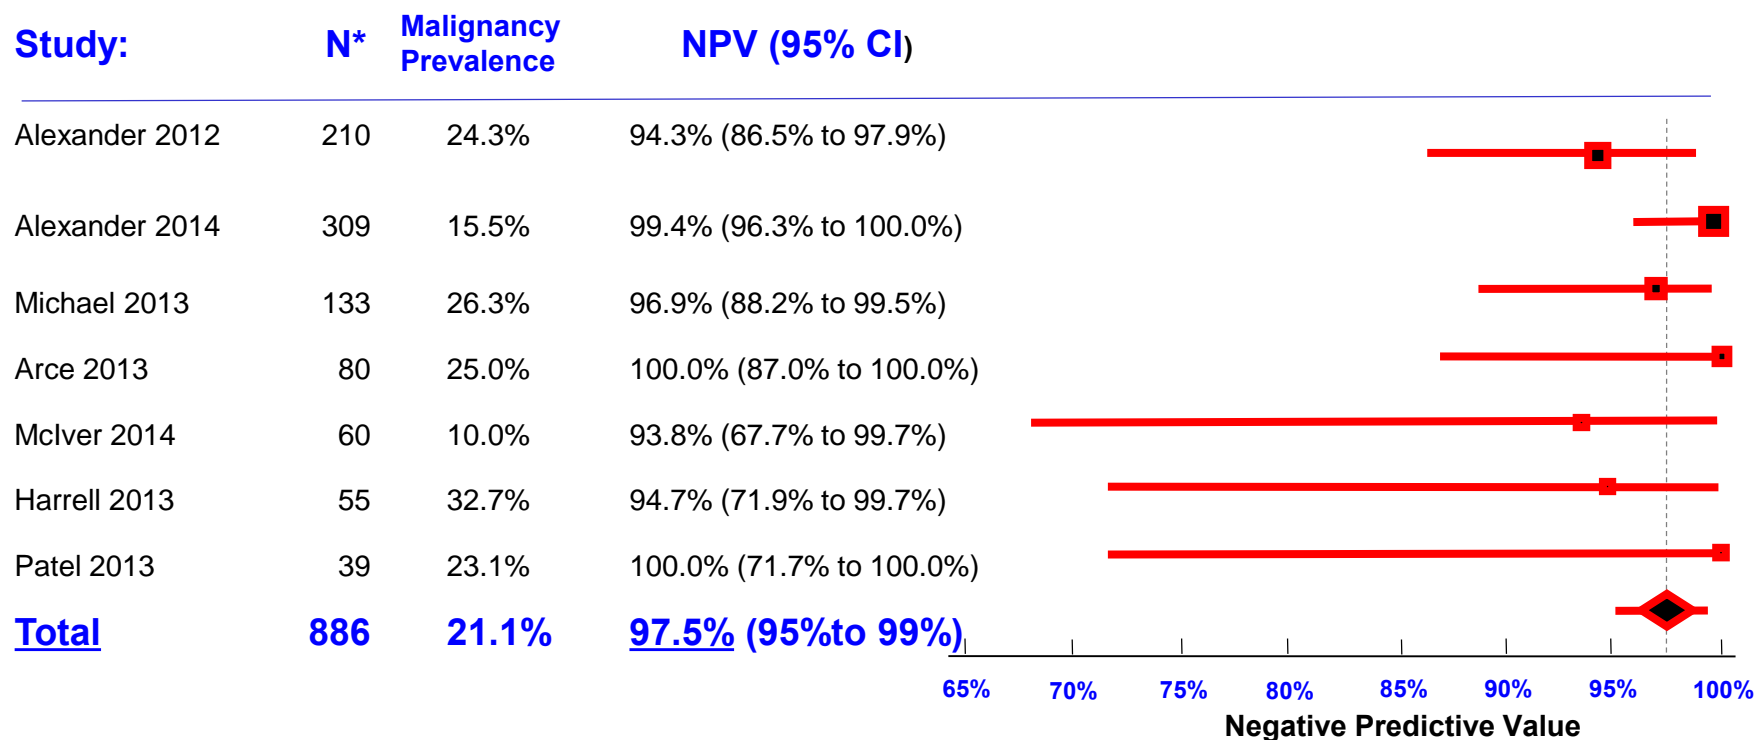 Study: N* Malignancy Prevalence NPV (95% CI)
Alexander 2012 210 24.3% 94.3% (86.5% to 97.9%)
Alexander 2014 309 15.5% 99.4% (96.3% to 100.0%)
Michael 2013 133 26.3% 96.9% (88.2% to 99.5%)
Arce 2013 80 25.0% 100.0% (87.0% to 100.0%)
McIver 2014 60 10.0% 93.8% (67.7% to 99.7%)
Harrell 2013 55 32.7% 94.7% (71.9% to 99.7%)
Patel 2013 39 23.1% 100.0% (71.7% to 100.0%)
Total 886 21.1% 97.5% (95%to 99%)
65% 70% 75% 80% 85% 90% 95% 100%
Negative Predictive Value